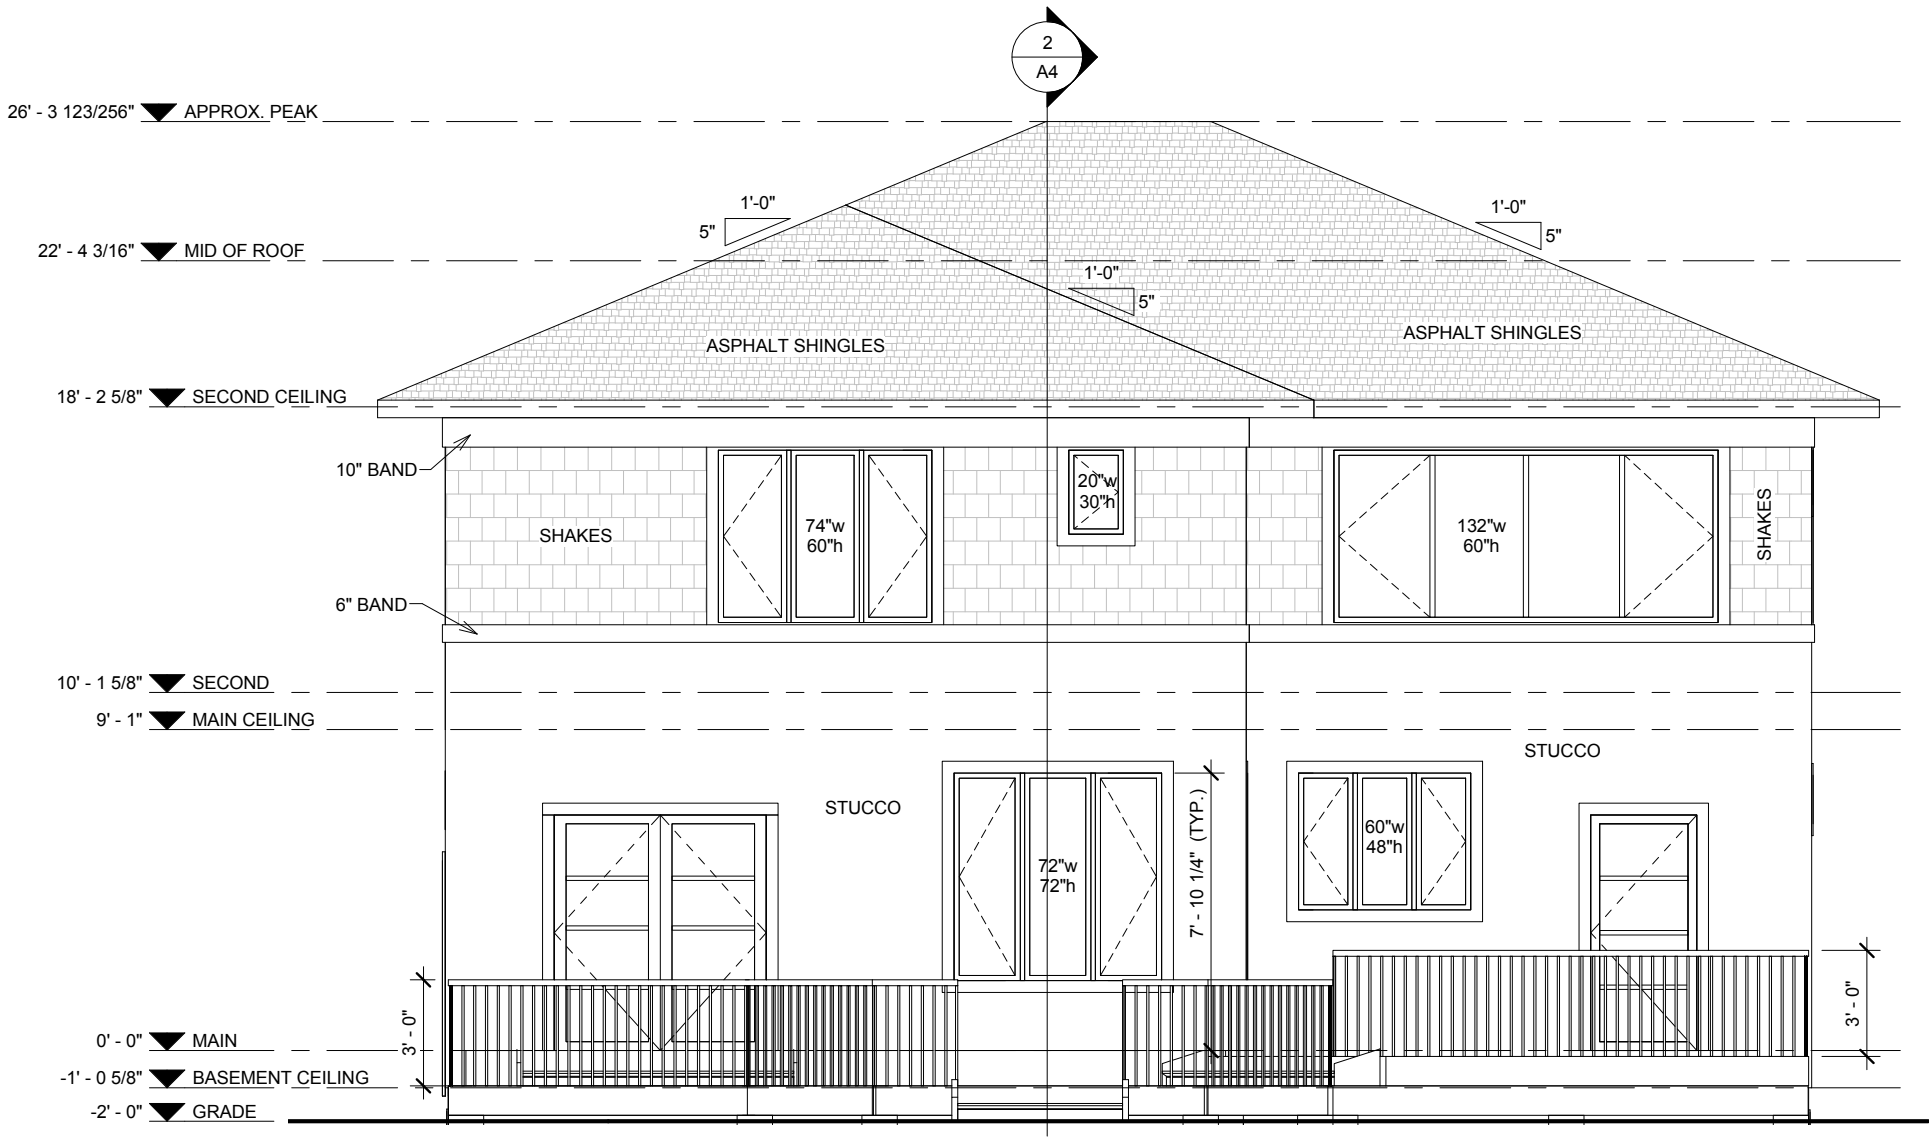 2
A4
26' - 3 123/256" APPROX. PEAK
1'-0"
5"
1'-0"
5"
22' - 4 3/16" MID OF ROOF
1'-0"
5"
ASPHALT SHINGLES
ASPHALT SHINGLES
18' - 2 5/8" SECOND CEILING
10" BAND
20"w
30"h
SHAKES
74"w
60"h
132"w
60"h
SHAKES
6" BAND
10' - 1 5/8" SECOND
9' - 1" MAIN CEILING
STUCCO
STUCCO
7' - 10 1/4" (TYP.)
60"w
48"h
72"w
72"h
3' - 0"
3' - 0"
0' - 0" MAIN
-1' - 0 5/8" BASEMENT CEILING
-2' - 0" GRADE